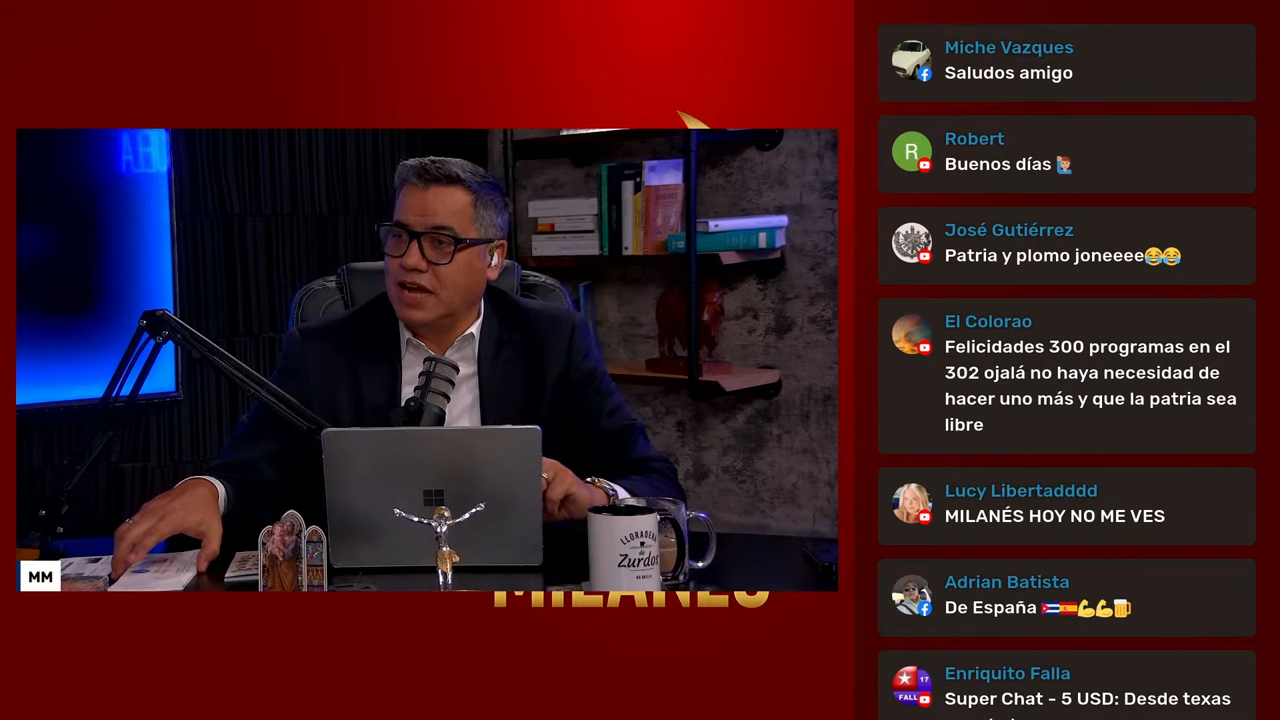 Miche Vazques
Saludos amigo
Robert
Buenos días 🙋🏽‍♂️
José Gutiérrez
Patria y plomo joneeee😂😂
El Colorao
Felicidades 300 programas en el
302 ojalá no haya necesidad de
hacer uno más y que la patria sea
libre
Lucy Libertadddd
MILANÉS HOY NO ME VES
Adrian Batista
De España 🇨🇺🇪🇸💪💪🍺
Enriquito Falla
Super Chat - 5 USD: Desde texas
R
17
FALL
LLORADERA
de
Zurdos
MM
MILANÉS